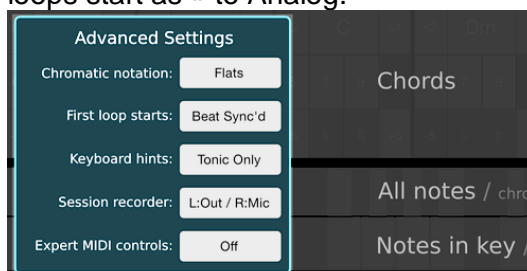 loops start as - to Analog.
Advanced Settings
Chromatic notation: Flats
Chords
First loop starts: Beat Sync'd
Keyboard hints: Tonic Only
Session recorder: L:Out / R:Mic
All notes / chro
Expert MIDI controls: Off
Notes in key /